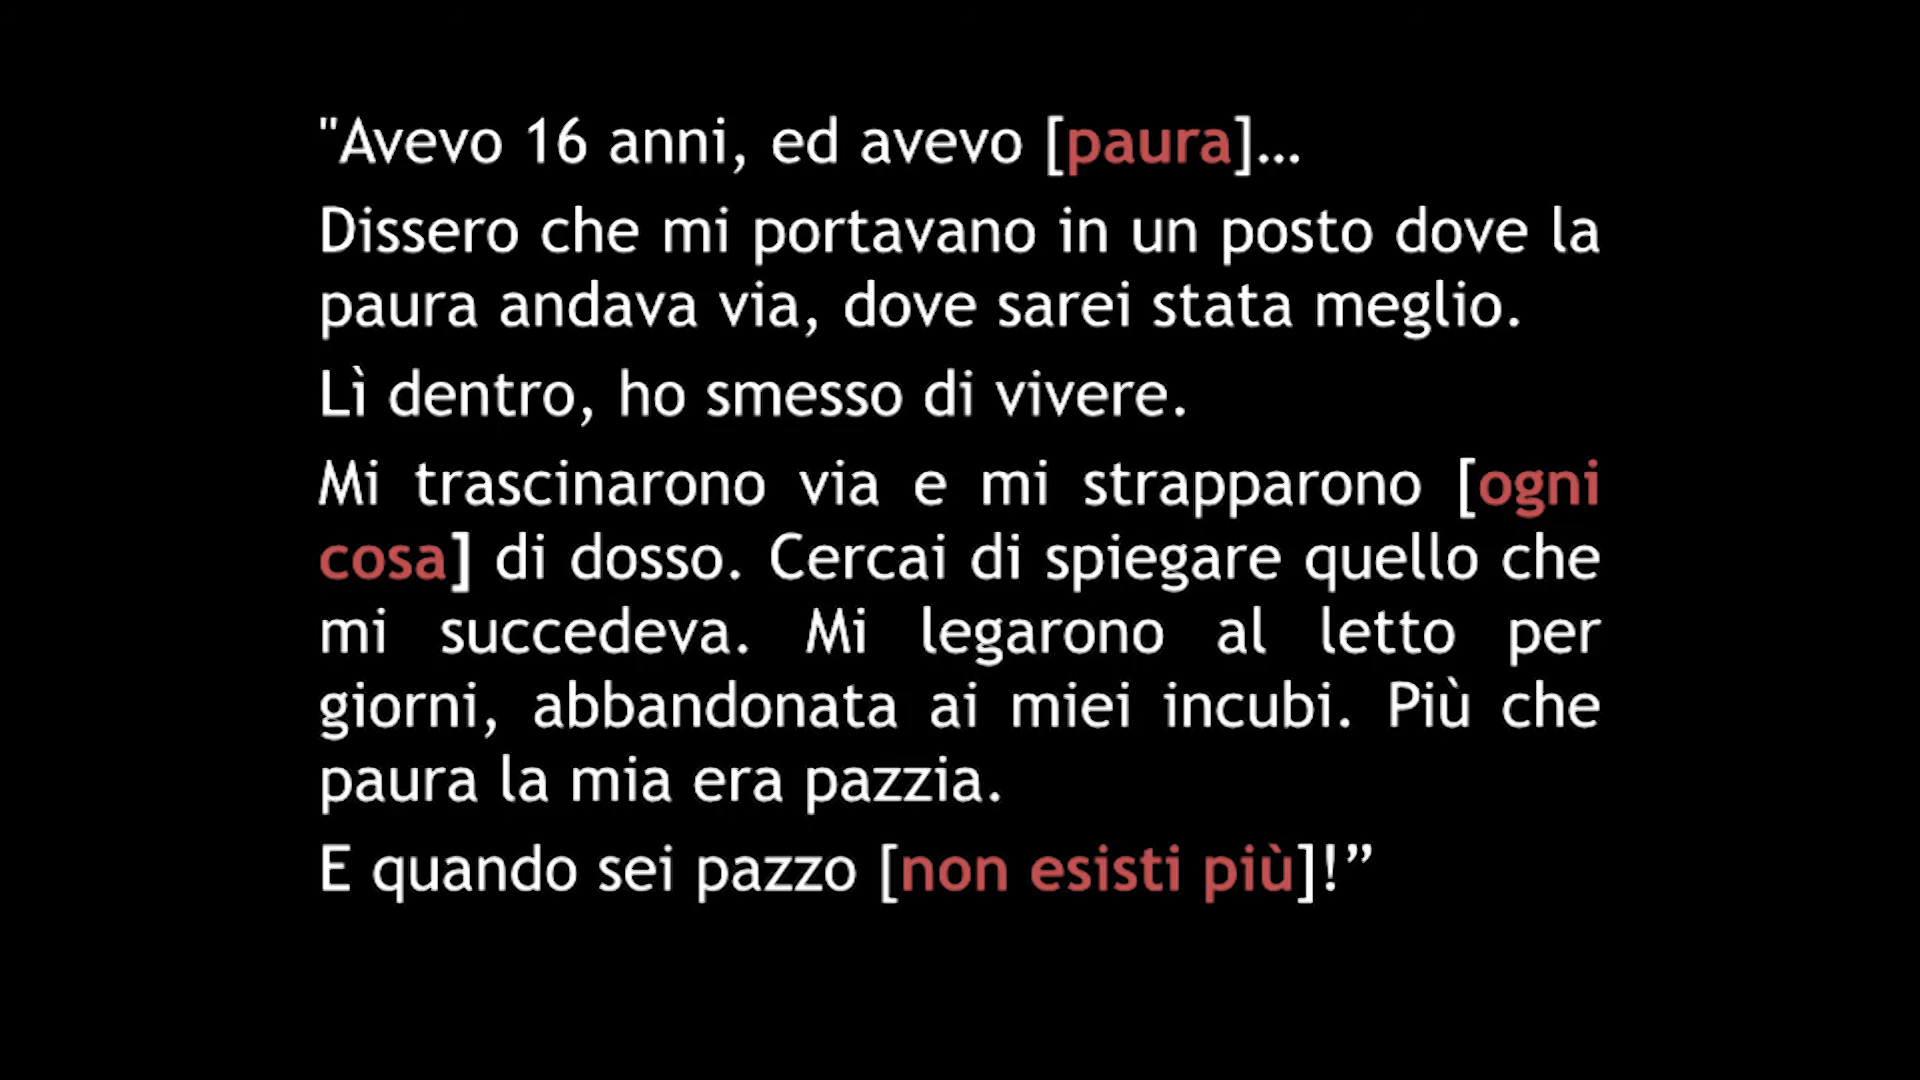 "Avevo 16 anni, ed avevo [paura]...
Dissero che mi portavano in un posto dove la
paura andava via, dove sarei stata meglio.
Lì dentro, ho smesso di vivere.
Mi trascinarono via e mi strapparono [ogni
cosa] di dosso. Cercai di spiegare quello che
mi succedeva. Mi legarono al letto per
giorni, abbandonata ai miei incubi. Più che
paura la mia era pazzia.
E quando sei pazzo [non esisti più]!”